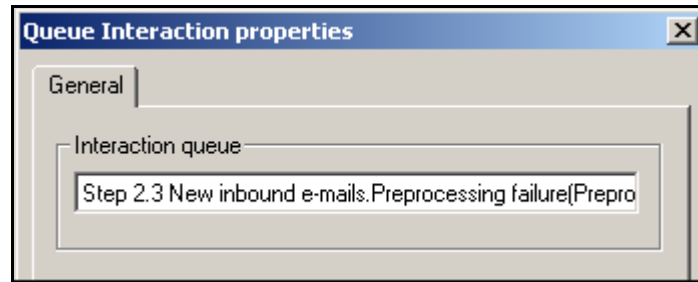 Queue Interaction properties
General
Interaction queue
Step 2.3 New inbound e-mails.Preprocessing failure(Prepro